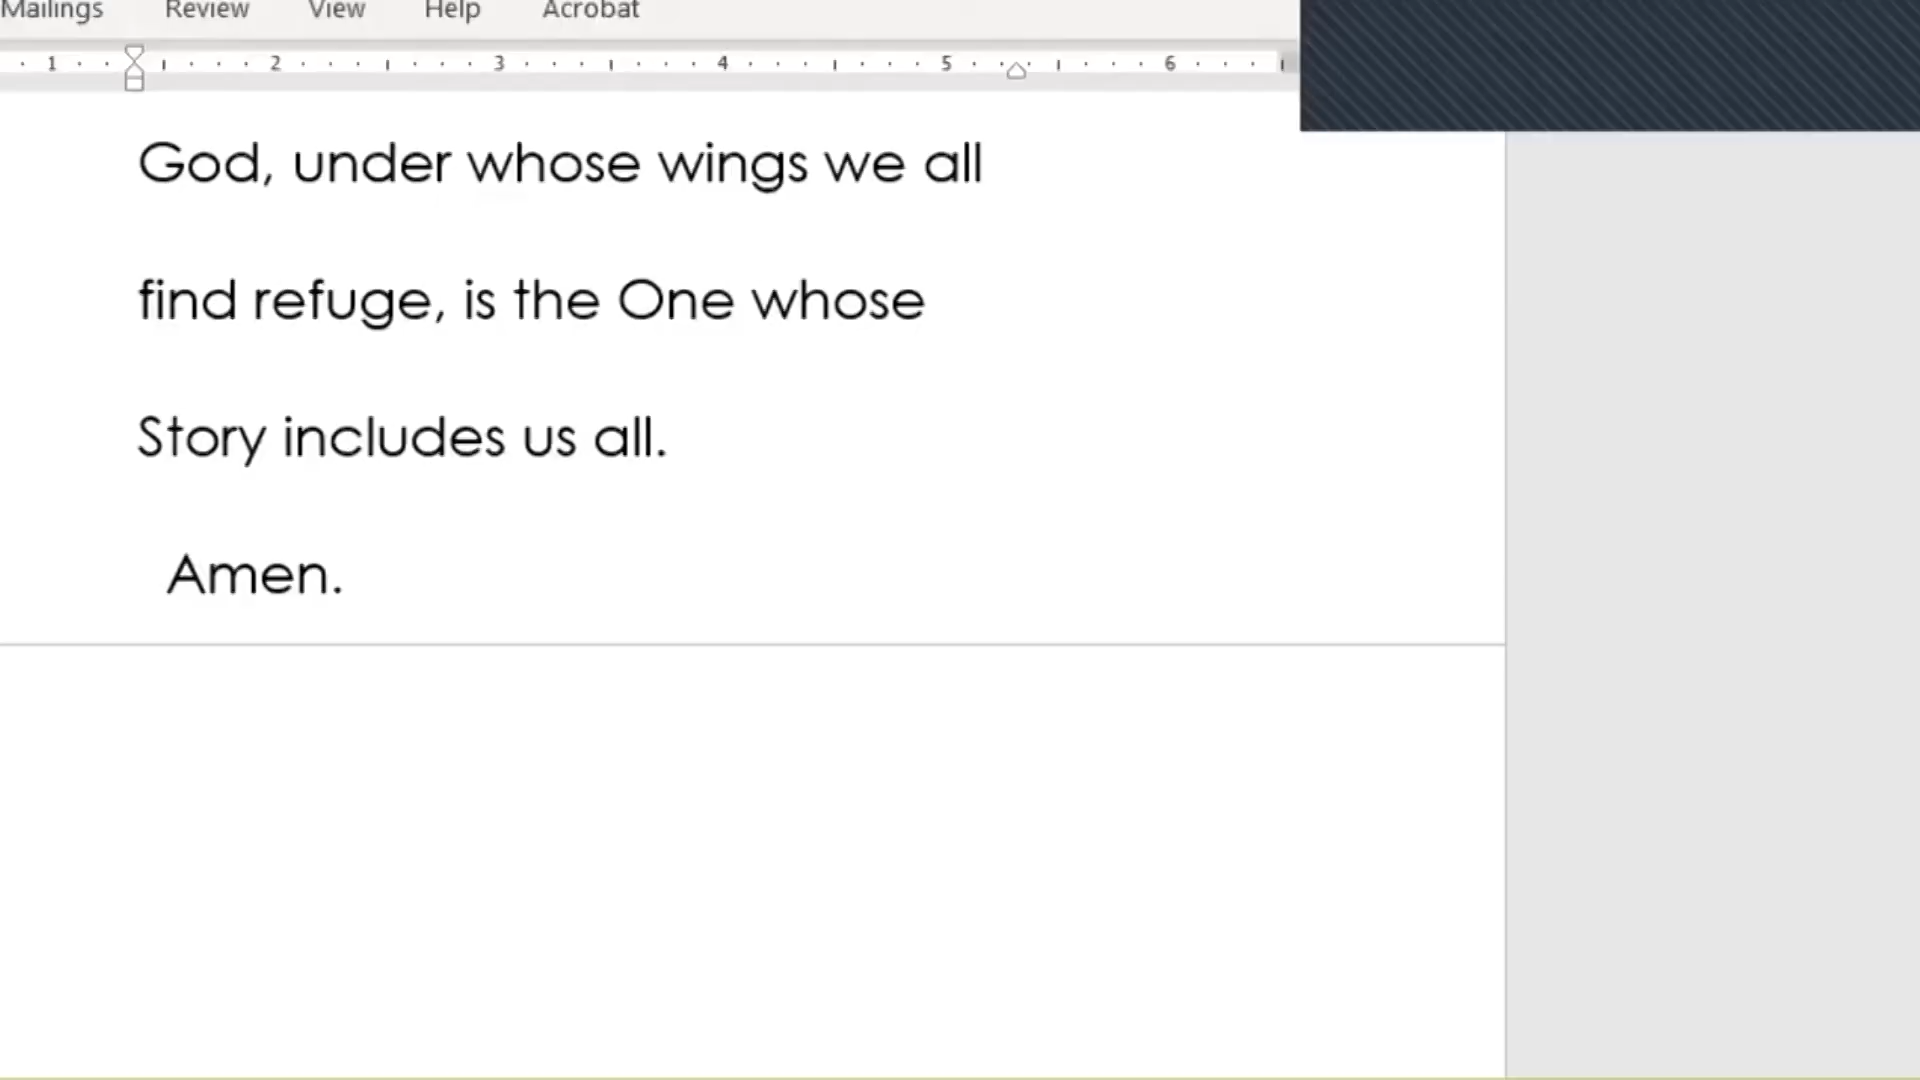 Mailings Review View Help Acrobat
1 2 3 4 5 6
God, under whose wings we all
find refuge, is the One whose
Story includes us all.
Amen.